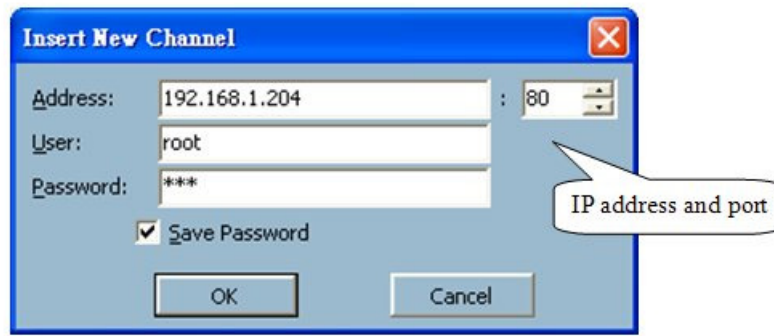 Insert New Channel
Address: 192.168.1.204 : 80
User: root
Password: ***
Save Password
IP address and port
OK Cancel